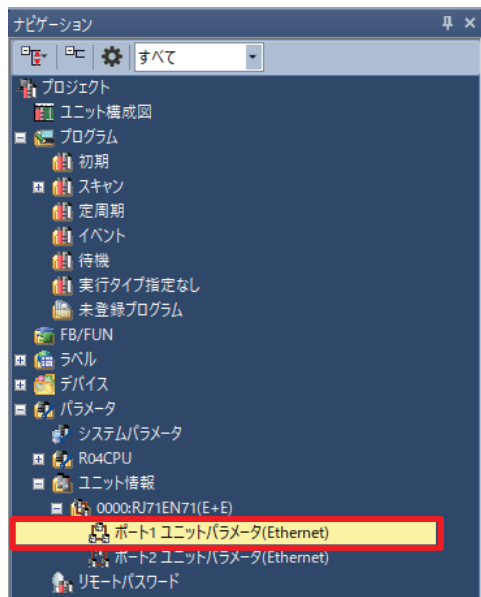 ナビゲーション
すべて
プロジェクト
ユニット構成図
プログラム
初期
スキャン
定周期
イベント
待機
実行タイプ指定なし
未登録プログラム
FB/FUN
ラベル
デバイス
パラメータ
システムパラメータ
R04CPU
ユニット情報
0000:RJ71EN71(E+E)
ポート1 ユニットパラメータ(Ethernet)
ポート2 ユニットパラメータ(Ethernet)
リモートパスワード